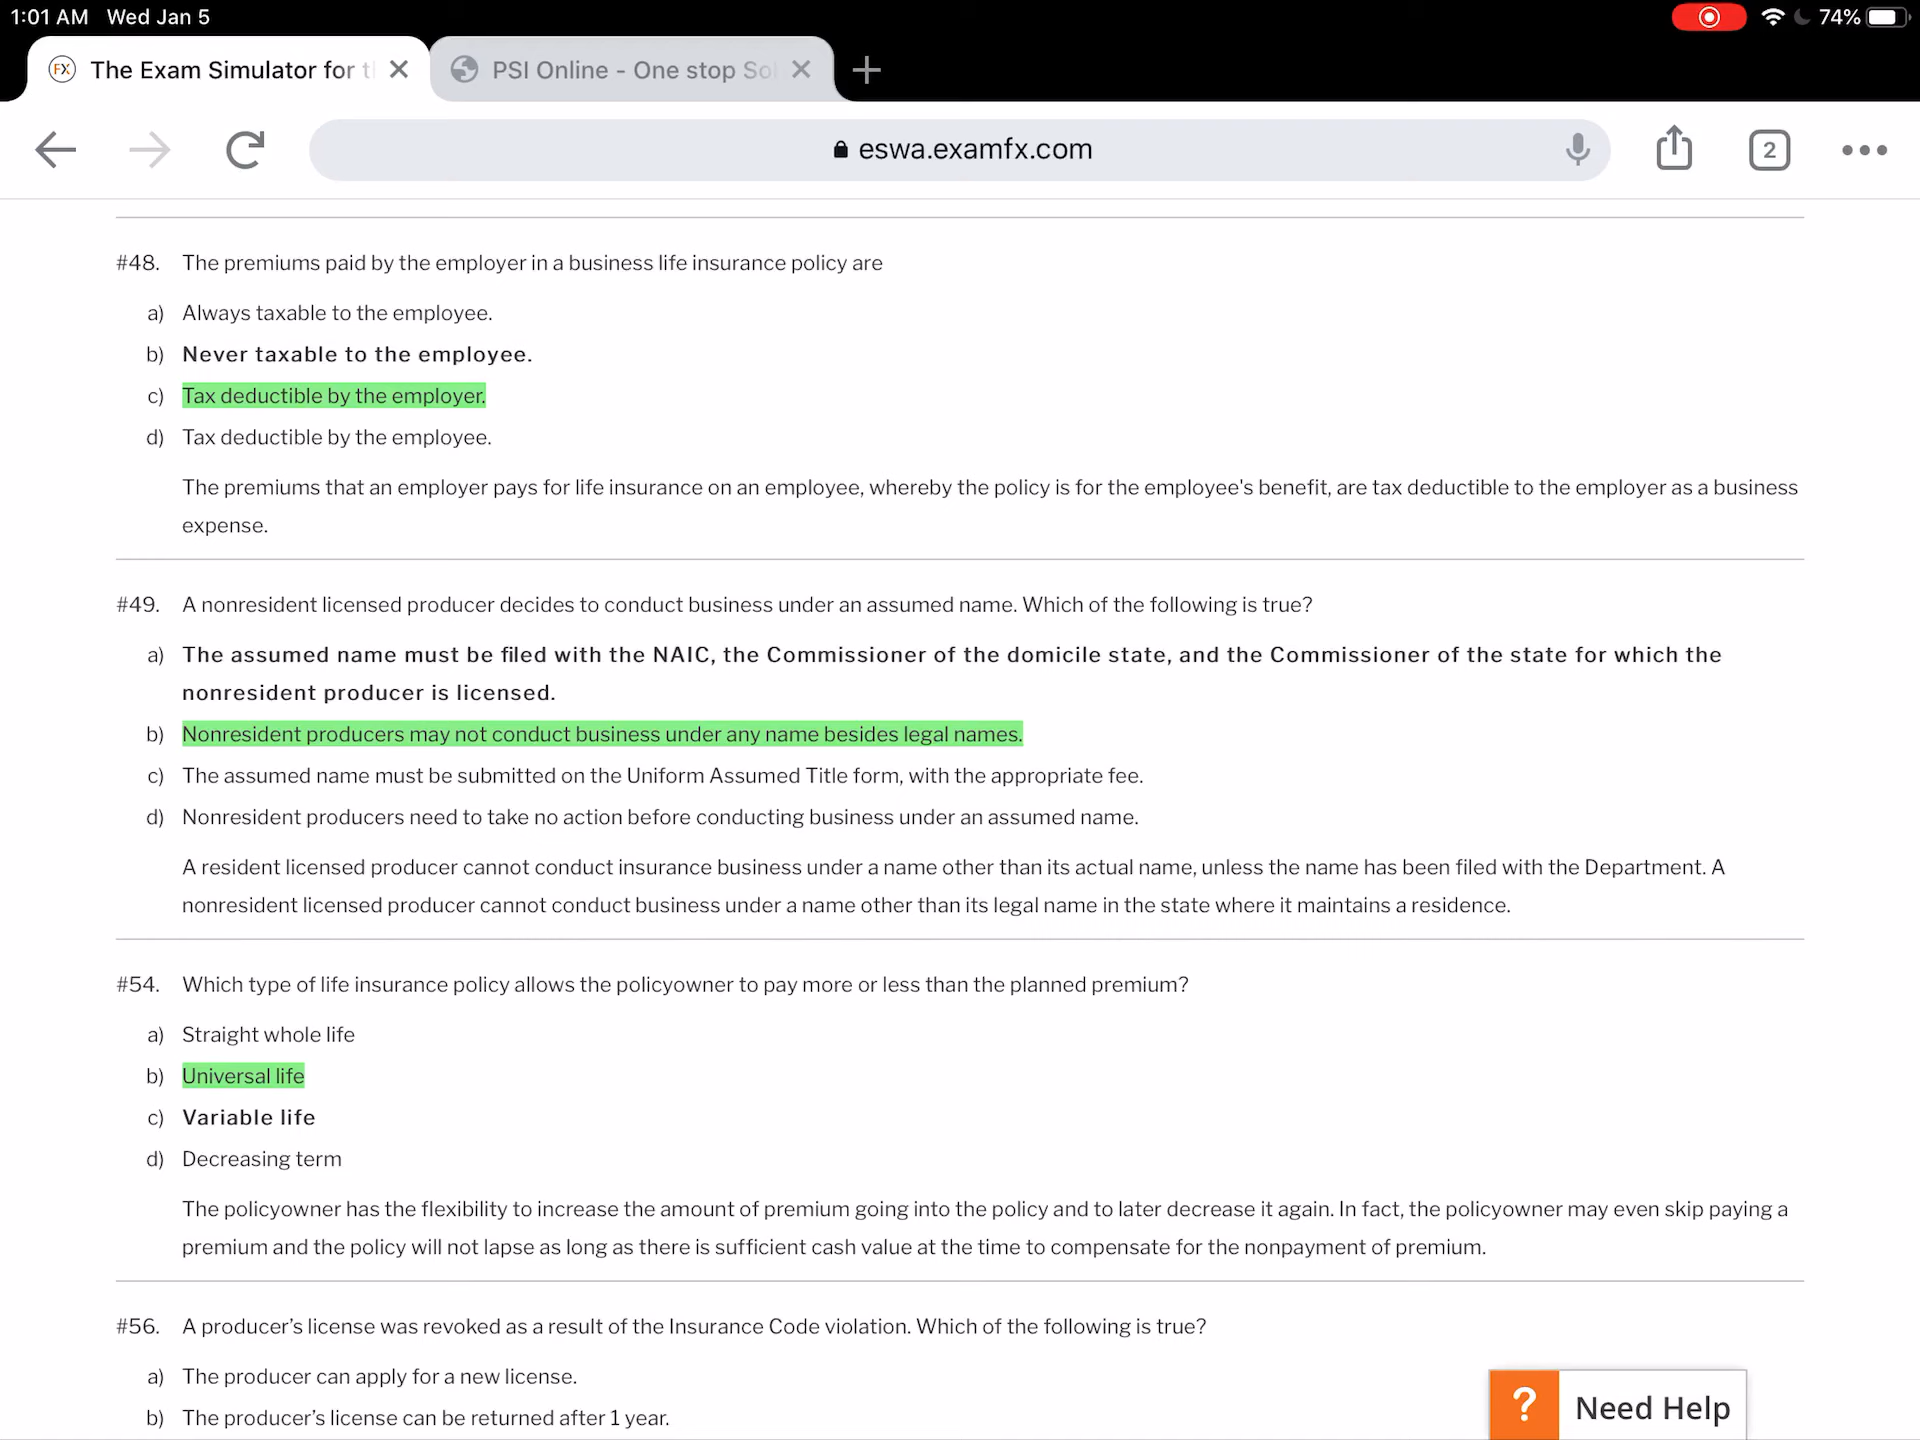 1:01 AM Wed Jan 5
74%
FX The Exam Simulator for t
PSI Online - One stop Sol
eswa.examfx.com
2
#48. The premiums paid by the employer in a business life insurance policy are
a) Always taxable to the employee.
b) Never taxable to the employee.
c) Tax deductible by the employer.
d) Tax deductible by the employee.
The premiums that an employer pays for life insurance on an employee, whereby the policy is for the employee's benefit, are tax deductible to the employer as a business
expense.
#49. A nonresident licensed producer decides to conduct business under an assumed name. Which of the following is true?
a) The assumed name must be filed with the NAIC, the Commissioner of the domicile state, and the Commissioner of the state for which the
nonresident producer is licensed.
b) Nonresident producers may not conduct business under any name besides legal names.
c) The assumed name must be submitted on the Uniform Assumed Title form, with the appropriate fee.
d) Nonresident producers need to take no action before conducting business under an assumed name.
A resident licensed producer cannot conduct insurance business under a name other than its actual name, unless the name has been filed with the Department. A
nonresident licensed producer cannot conduct business under a name other than its legal name in the state where it maintains a residence.
#54. Which type of life insurance policy allows the policyowner to pay more or less than the planned premium?
a) Straight whole life
b) Universal life
c) Variable life
d) Decreasing term
The policyowner has the flexibility to increase the amount of premium going into the policy and to later decrease it again. In fact, the policyowner may even skip paying a
premium and the policy will not lapse as long as there is sufficient cash value at the time to compensate for the nonpayment of premium.
#56. A producer’s license was revoked as a result of the Insurance Code violation. Which of the following is true?
a) The producer can apply for a new license.
b) The producer’s license can be returned after 1 year.
? Need Help